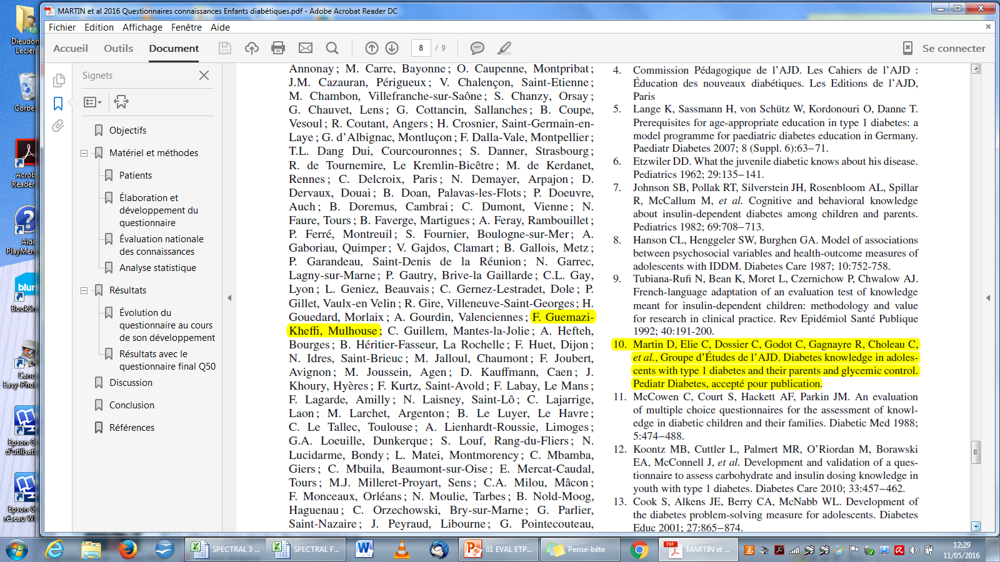 MARTIN et al 2016 Questionnaires connaissances Enfants diabétiques.pdf - Adobe Acrobat Reader DC
Fichier Edition Affichage Fenêtre Aide
Accueil Outils Document
8 / 9
Se connecter
Dieudon
Lecler
Corbe
Acrob
Reader
Aide
PlayMen
blur
BookSm
Cano
Easy-Phot
Epson G
d'utilisat
Epson G
réseau W
Signets
Objectifs
Matériel et méthodes
Patients
Élaboration et
développement du
questionnaire
Évaluation nationale
des connaissances
Analyse statistique
Résultats
Évolution du
questionnaire au cours
de son développement
Résultats avec le
questionnaire final Q50
Discussion
Conclusion
Références
Annonay ; M. Carre, Bayonne ; O. Caupenne, Montpribat ;
J.M. Cazauran, Périgueux ; V. Chalençon, Saint-Etienne ;
M. Chambon, Villefranche-sur-Saône ; S. Chanzy, Orsay ;
G. Chauvet, Lens ; G. Cottancin, Sallanches ; B. Coupe,
Vesoul ; R. Coutant, Angers ; H. Crosnier, Saint-Germain-en-
Laye ; G. d'Albignac, Montluçon ; F. Dalla-Vale, Montpellier ;
T.L. Dang Dui, Courcouronnes ; S. Danner, Strasbourg ;
R. de Tournemire, Le Kremlin-Bicêtre ; M. de Kerdanet,
Rennes ; C. Delcroix, Paris ; N. Demayer, Arpajon ; D.
Dervaux, Douai ; B. Doan, Palavas-les-Flots ; P. Doeuvre,
Auch ; B. Doremus, Cambrai ; C. Dumont, Vienne ; N.
Faure, Tours ; B. Faverge, Martigues ; A. Feray, Rambouillet ;
P. Ferré, Montreuil ; S. Fournier, Boulogne-sur-Mer ; A.
Gaboriau, Quimper ; V. Gajdos, Clamart ; B. Gallois, Metz ;
P. Garandeau, Saint-Denis de la Réunion ; N. Garrec,
Lagny-sur-Marne ; P. Gautry, Brive-la Gaillarde ; C.L. Gay,
Lyon ; L. Geniez, Beauvais ; C. Gernez-Lestradet, Dole ; P.
Gillet, Vaulx-en Velin ; R. Gire, Villeneuve-Saint-Georges ; H.
Gouedard, Morlaix ; A. Gourdin, Valenciennes ; F. Guemazi-
Kheffi, Mulhouse ; C. Guillem, Mantes-la-Jolie ; A. Hefteh,
Bourges ; B. Héritier-Fasseur, La Rochelle ; F. Huet, Dijon ;
N. Idres, Saint-Brieuc ; M. Jalloul, Chaumont ; F. Joubert,
Avignon ; M. Joussein, Agen ; D. Kauffmann, Caen ; J.
Khoury, Hyères ; F. Kurtz, Saint-Avold ; F. Labay, Le Mans ;
F. Lagarde, Amilly ; N. Laisney, Saint-Lô ; C. Lajarrige,
Laon ; M. Larchet, Argenton ; B. Le Luyer, Le Havre ;
C. Le Tallec, Toulouse ; A. Lienhardt-Roussie, Limoges ;
G.A. Loeuille, Dunkerque ; S. Louf, Rang-du-Fliers ; N.
Lucidarme, Bondy ; L. Matei, Montmorency ; C. Mbamba,
Giers ; C. Mbuila, Beaumont-sur-Oise ; E. Mercat-Caudal,
Tours ; M.J. Milleret-Proyart, Sens ; C.A. Milou, Mâcon ;
F. Monceaux, Orléans ; N. Moulie, Tarbes ; B. Nold-Moog,
Haguenau ; C. Orzechowski, Bry-sur-Marne ; G. Parlier,
Saint-Nazaire ; J. Peyraud, Libourne ; G. Pointecouteau,
4. Commission Pédagogique de l'AJD. Les Cahiers de l'AJD :
Éducation des nouveaux diabétiques. Les Editions de l'AJD,
Paris
5. Lange K, Sassmann H, von Schütz W, Kordonouri O, Danne T.
Prerequisites for age-appropriate education in type 1 diabetes: a
model programme for paediatric diabetes education in Germany.
Paediatr Diabetes 2007; 8 (Suppl. 6):63–71.
6. Etzwiler DD. What the juvenile diabetic knows about his disease.
Pediatrics 1962; 29:135–141.
7. Johnson SB, Pollak RT, Silverstein JH, Rosenbloom AL, Spillar
R, McCallum M, et al. Cognitive and behavioral knowledge
about insulin-dependent diabetes among children and parents.
Pediatrics 1982; 69:708–713.
8. Hanson CL, Henggeler SW, Burghen GA. Model of associations
between psychosocial variables and health-outcome measures of
adolescents with IDDM. Diabetes Care 1987; 10:752-758.
9. Tubiana-Rufi N, Bean K, Moret L, Czernichow P, Chwalow AJ.
French-language adaptation of an evaluation test of knowledge
meant for insulin-dependent children: methodology and value
for research in clinical practice. Rev Epidémiol Santé Publique
1992; 40:191-200.
10. Martin D, Elie C, Dossier C, Godot C, Gagnayre R, Choleau C,
et al., Groupe d'Études de l'AJD. Diabetes knowledge in adoles-
cents with type 1 diabetes and their parents and glycemic control.
Pediatr Diabetes, accepté pour publication.
11. McCowen C, Court S, Hackett AF, Parkin JM. An evaluation
of multiple choice questionnaires for the assessment of knowl-
edge in diabetic children and their families. Diabetic Med 1988;
5:474–488.
12. Koontz MB, Cuttler L, Palmert MR, O'Riordan M, Borawski
EA, McConnell J, et al. Development and validation of a ques-
tionnaire to assess carbohydrate and insulin dosing knowledge in
youth with type 1 diabetes. Diabetes Care 2010; 33:457–462.
13. Cook S, Alkens JE, Berry CA, McNabb WL. Development of
the diabetes problem-solving measure for adolescents. Diabetes
Educ 2001; 27:865–874.
SPECTRAL 3 ...
SPECTRAL F...
01 EVAL ETP...
Pense-bête
MARTIN et ...
12:29
11/05/2016